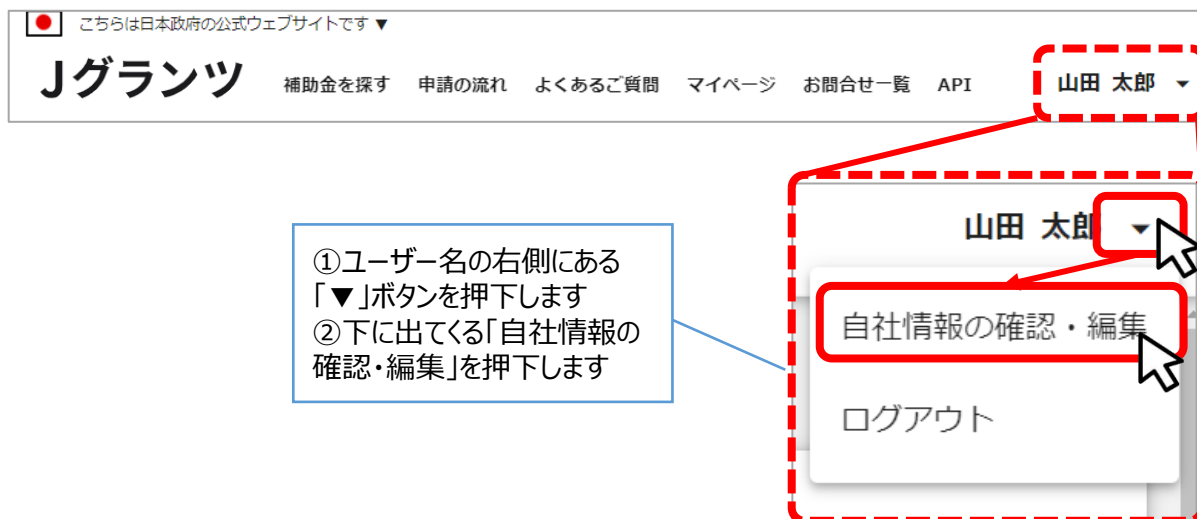 こちらは日本政府の公式ウェブサイトです ▼
Jグランツ 補助金を探す 申請の流れ よくあるご質問 マイページ お問合せ一覧 API 山田 太郎 ▼
山田 太郎 ▼
①ユーザー名の右側にある
「▼」ボタンを押下します
②下に出てくる「自社情報の
確認・編集」を押下します
自社情報の確認・編集
ログアウト